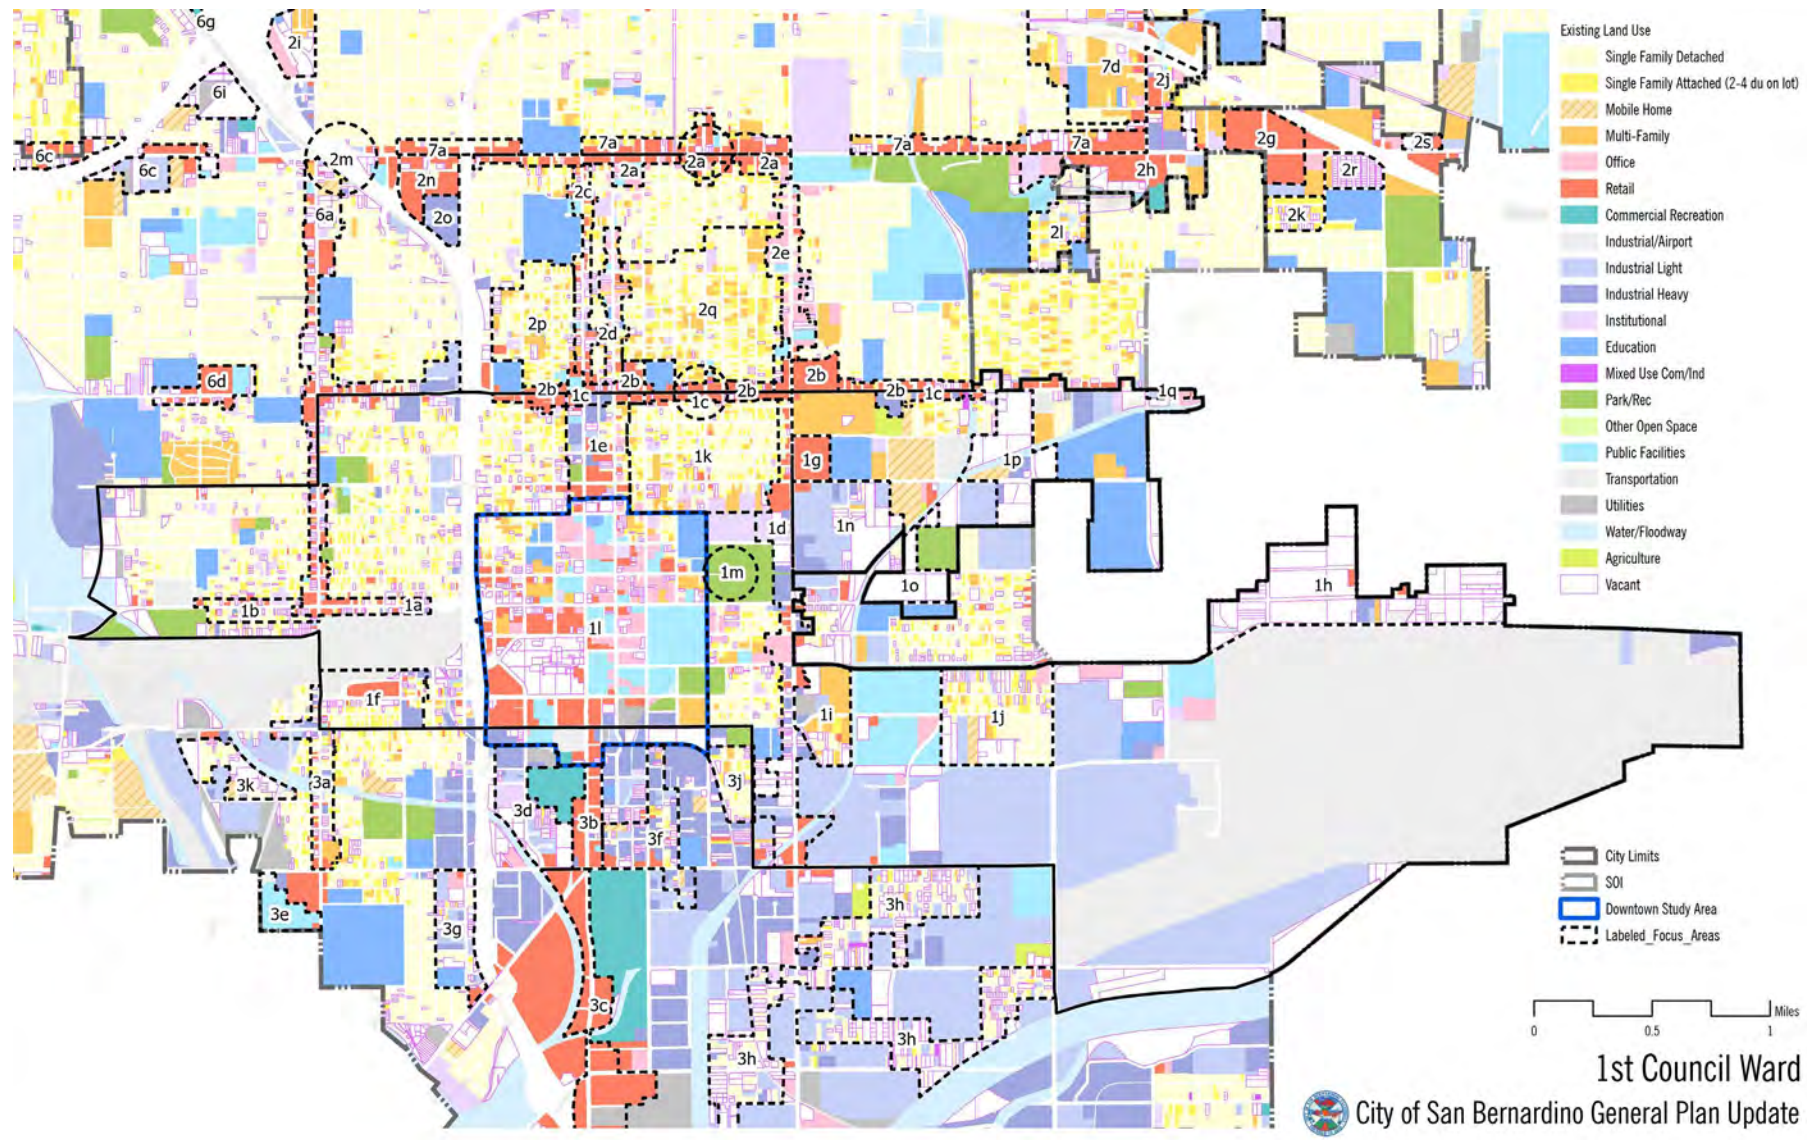 6g
2i
7d
2j
6i
6c
6c
2m
7a
7a
2a
2a
2a
7a
7a
2h
2g
2s
2r
2n
2c
6a
2o
2k
2l
2e
2p
2d
2q
6d
2b
1c
2b
1c
2b
2b
2b
1c
1q
1e
1k
1g
1p
1d
1n
1m
1o
1h
1b
1a
1l
1f
1i
1j
3k
3a
3d
3b
3f
3j
3e
3g
3h
3c
3h
3h
Existing Land Use
Single Family Detached
Single Family Attached (2-4 du on lot)
Mobile Home
Multi-Family
Office
Retail
Commercial Recreation
Industrial/Airport
Industrial Light
Industrial Heavy
Institutional
Education
Mixed Use Com/Ind
Park/Rec
Other Open Space
Public Facilities
Transportation
Utilities
Water/Floodway
Agriculture
Vacant
City Limits
SOI
Downtown Study Area
Labeled_Focus_Areas
Miles
0 0.5 1
1st Council Ward
City of San Bernardino General Plan Update